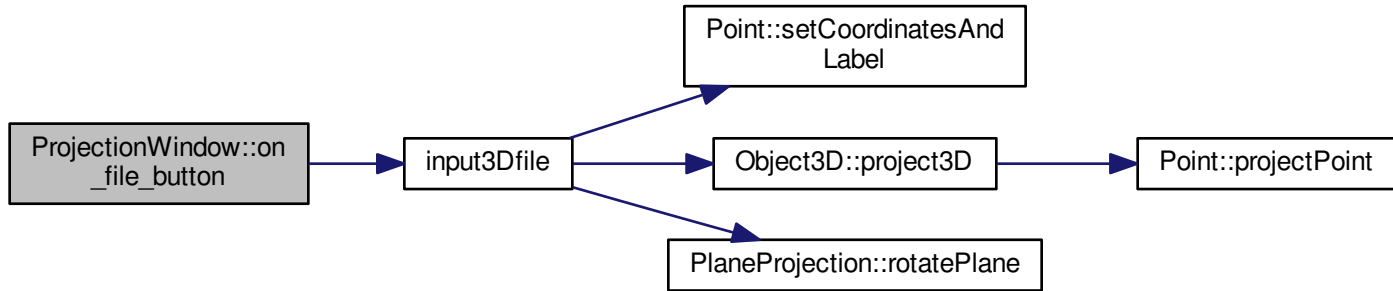 ProjectionWindow::on
_file_button
input3Dfile
Point::setCoordinatesAnd
Label
Object3D::project3D
Point::projectPoint
PlaneProjection::rotatePlane